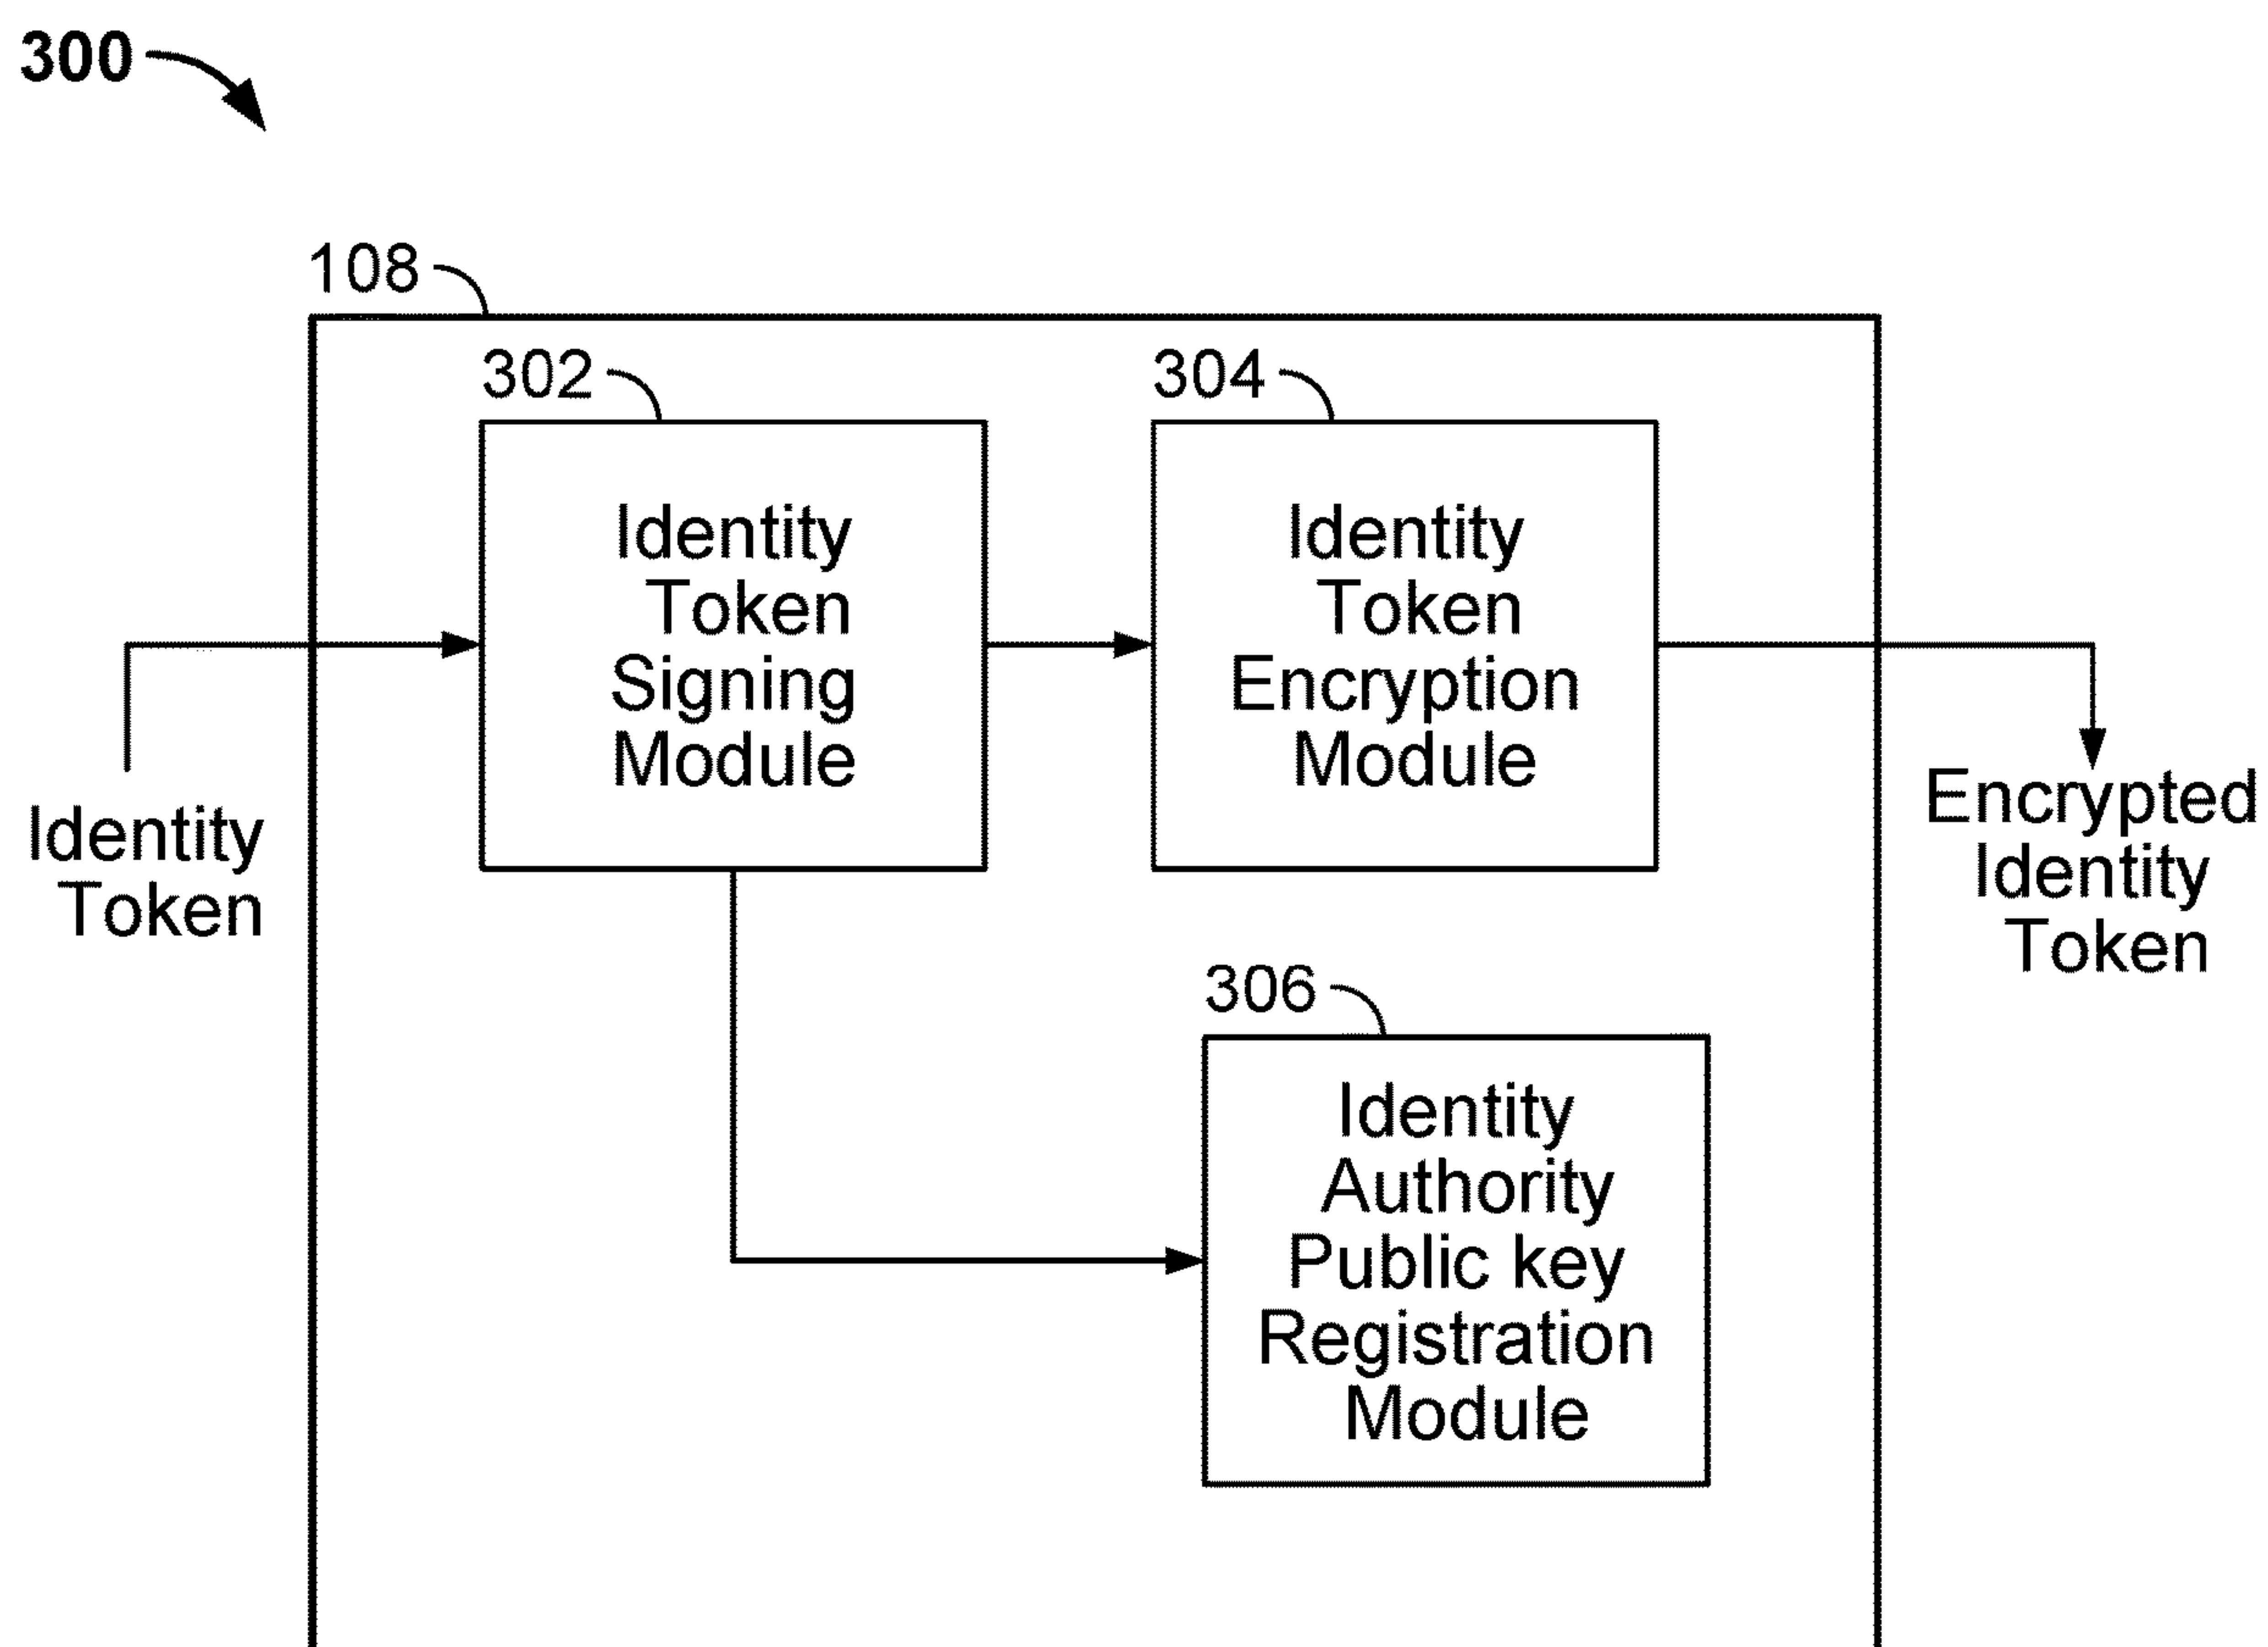 300
108
302
304
Identity
Token
Signing
Module
Identity
Token
Encryption
Module
Identity
Token
Encrypted
Identity
Token
306
Identity
Authority
Public key
Registration
Module